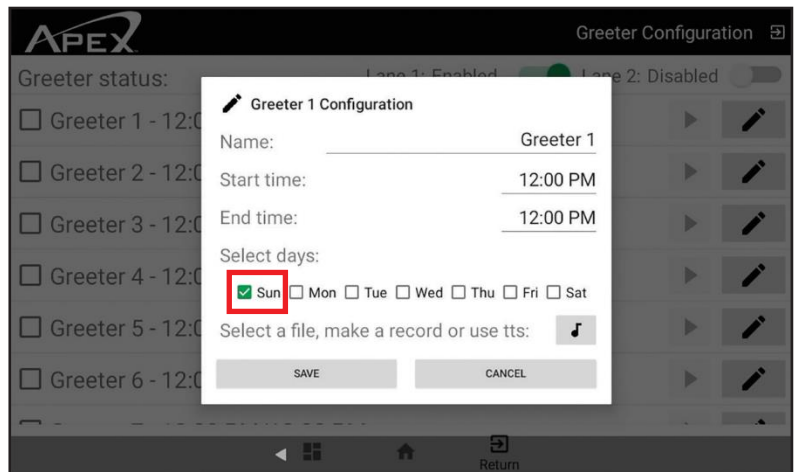 APEX
Greeter Configuration
Greeter status:
Lane 1: Enabled
Lane 2: Disabled
Greeter 1 - 12:0
Greeter 2 - 12:0
Greeter 3 - 12:0
Greeter 4 - 12:0
Greeter 5 - 12:0
Greeter 6 - 12:0
Greeter 1 Configuration
Name: Greeter 1
Start time: 12:00 PM
End time: 12:00 PM
Select days:
Sun Mon Tue Wed Thu Fri Sat
Select a file, make a record or use tts:
SAVE CANCEL
Return